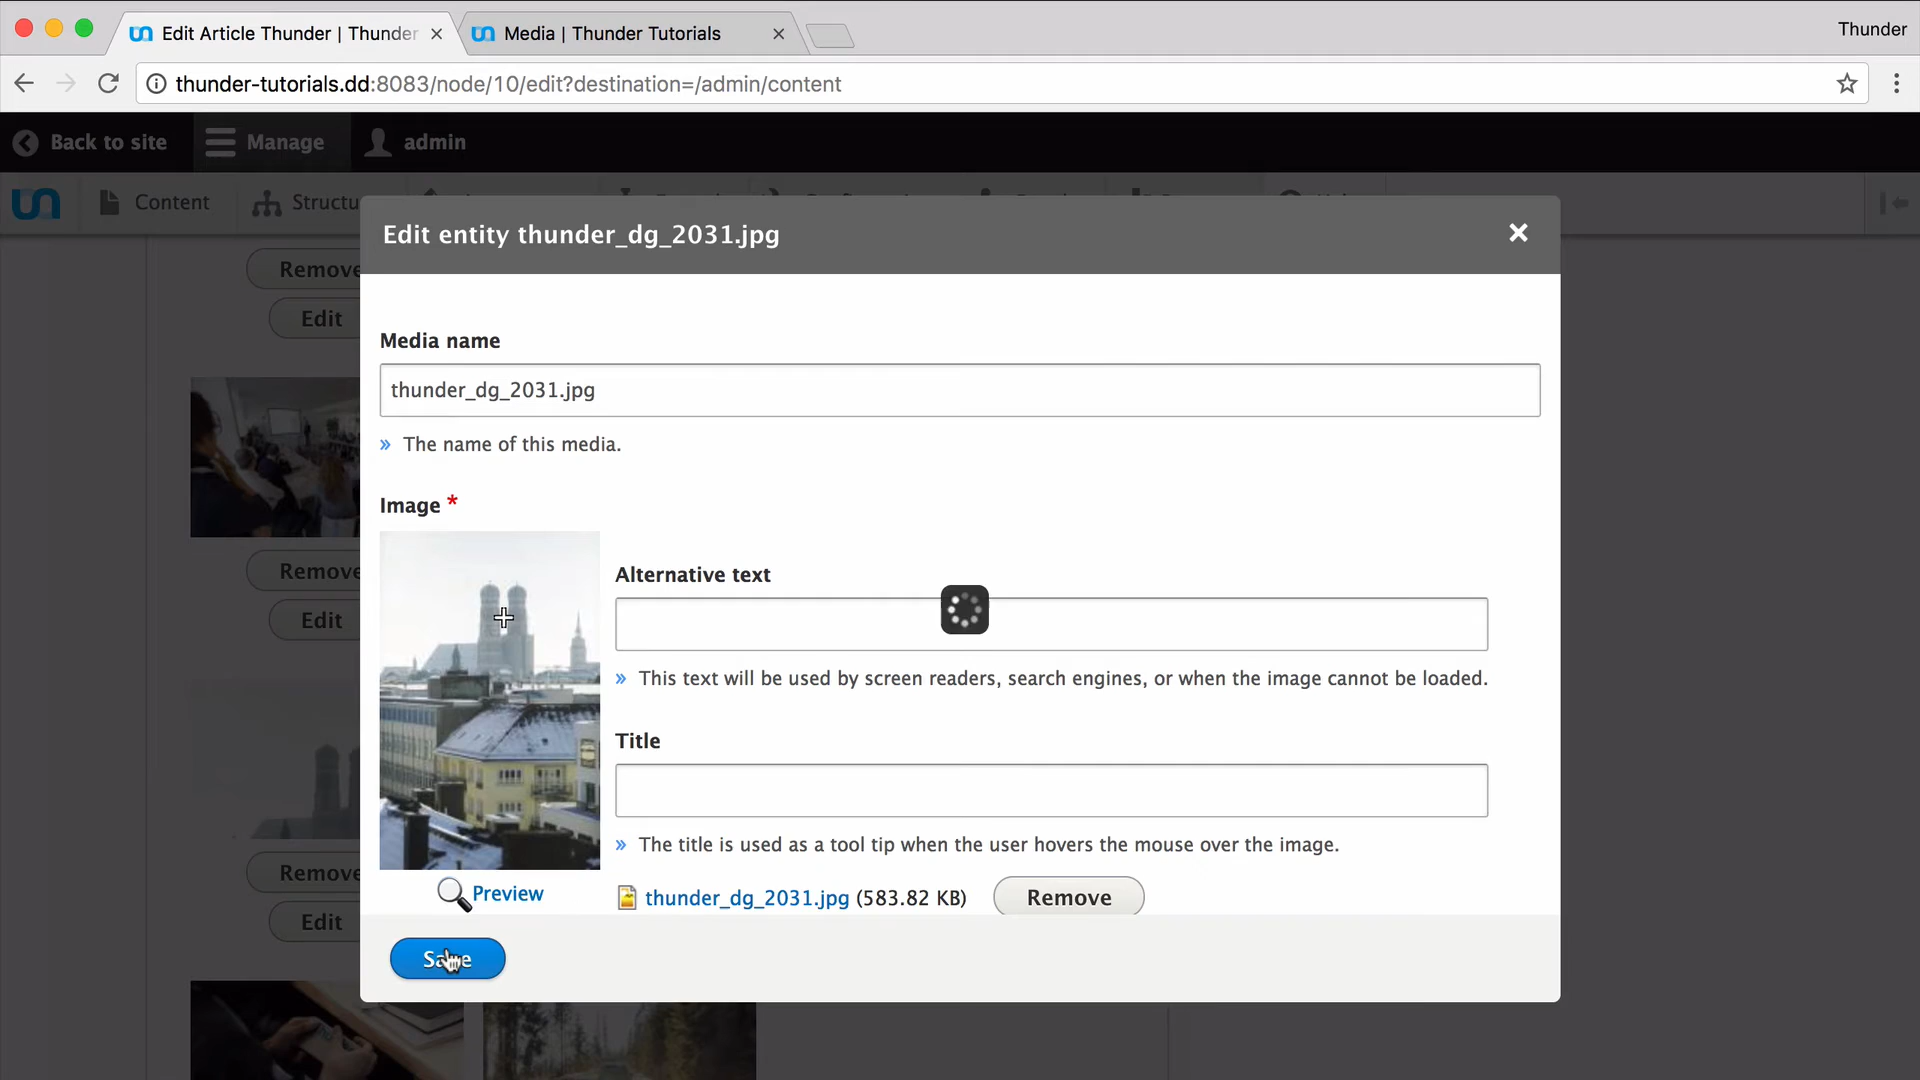 Edit Article Thunder | Thunder
Media | Thunder Tutorials
Thunder
thunder-tutorials.dd:8083/node/10/edit?destination=/admin/content
Back to site
Manage
admin
Content
Structu
Edit entity thunder_dg_2031.jpg
Remove
Edit
Media name
thunder_dg_2031.jpg
» The name of this media.
Image *
Remove
Alternative text
Edit
» This text will be used by screen readers, search engines, or when the image cannot be loaded.
Title
» The title is used as a tool tip when the user hovers the mouse over the image.
Remove
Preview
thunder_dg_2031.jpg (583.82 KB)
Remove
Edit
Save